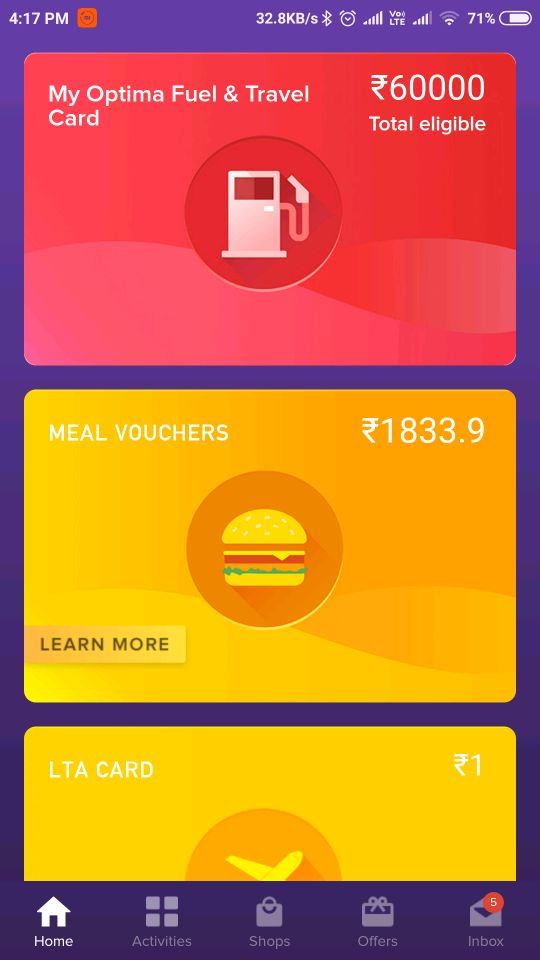 4:17 PM 32.8KB/s Vo) LTE 71%
My Optima Fuel & Travel
Card
₹60000
Total eligible
MEAL VOUCHERS
₹1833.9
LEARN MORE
LTA CARD
₹1
5
Home Activities Shops Offers Inbox